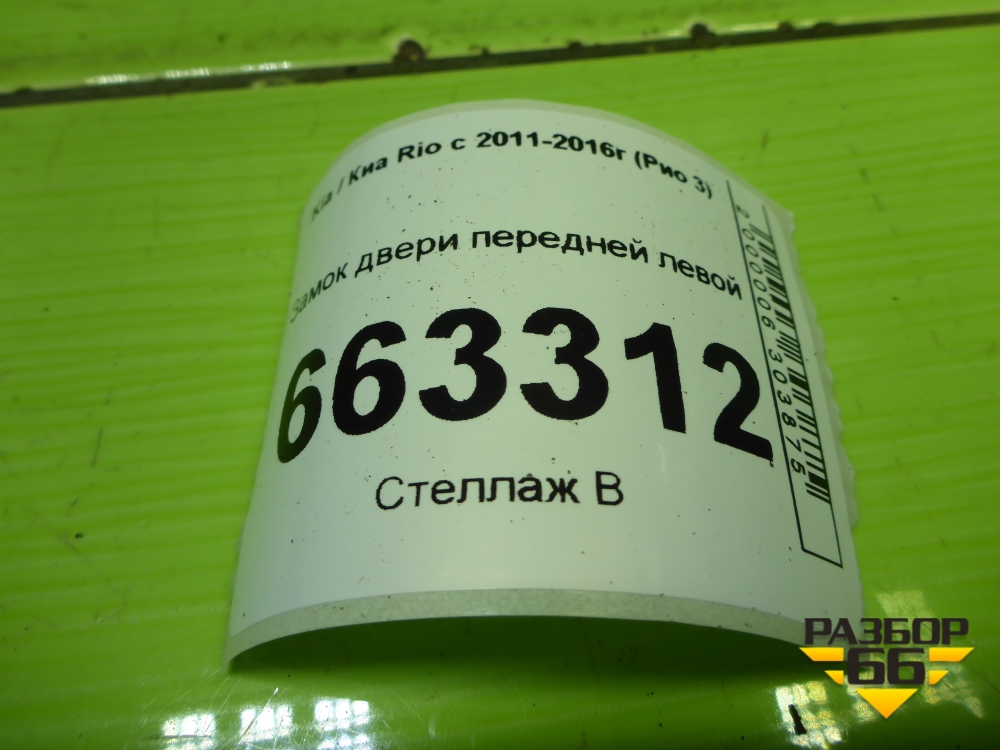 Kia / Киа Rio с 2011-2016г (Рио 3)
Замок двери передней левой
663312
Стеллаж В
2000006303875
РАЗБОР
66